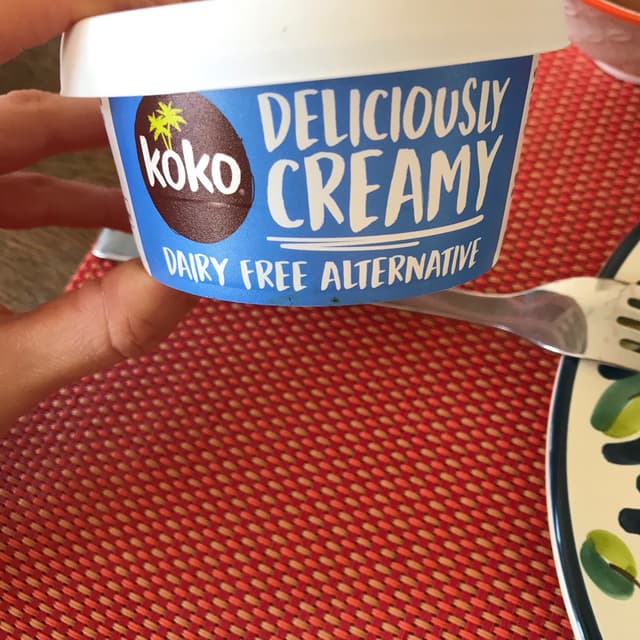 koko
DELICIOUSLY
CREAMY
DAIRY FREE ALTERNATIVE